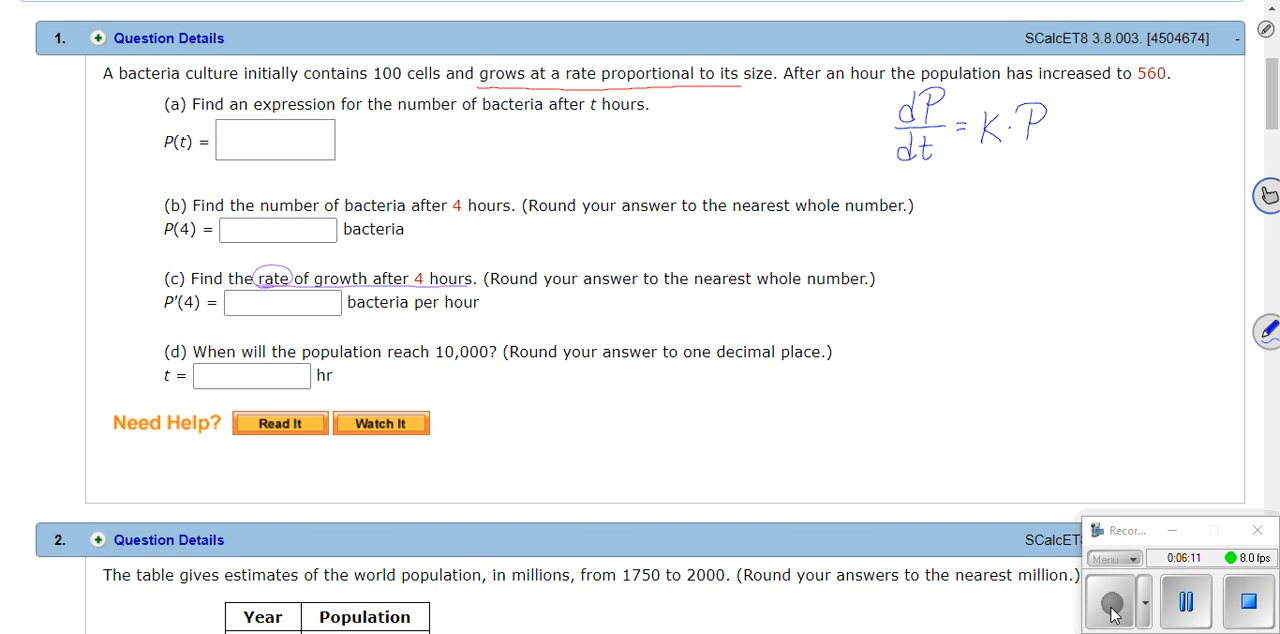 1. Question Details SCalcET8 3.8.003. [4504674] -
A bacteria culture initially contains 100 cells and grows at a rate proportional to its size. After an hour the population has increased to 560.
(a) Find an expression for the number of bacteria after t hours.
P(t) =
dP/dt = K · P
(b) Find the number of bacteria after 4 hours. (Round your answer to the nearest whole number.)
P(4) = bacteria
(c) Find the rate of growth after 4 hours. (Round your answer to the nearest whole number.)
P'(4) = bacteria per hour
(d) When will the population reach 10,000? (Round your answer to one decimal place.)
t = hr
Need Help? Read It Watch It
2. Question Details SCalcET
The table gives estimates of the world population, in millions, from 1750 to 2000. (Round your answers to the nearest million.)
Year Population
Recor...
Menu 0:06:11 8.0 fps